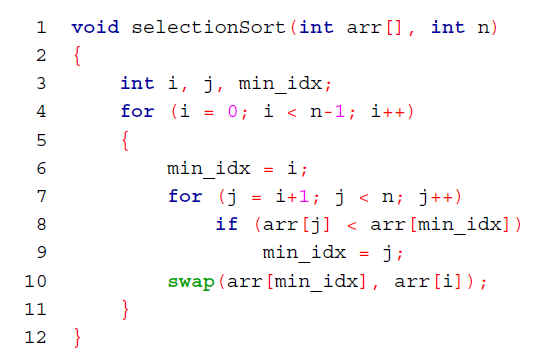 1 void selectionSort(int arr[], int n)
2 {
3     int i, j, min_idx;
4     for (i = 0; i < n-1; i++)
5     {
6         min_idx = i;
7         for (j = i+1; j < n; j++)
8             if (arr[j] < arr[min_idx])
9                 min_idx = j;
10         swap(arr[min_idx], arr[i]);
11     }
12 }